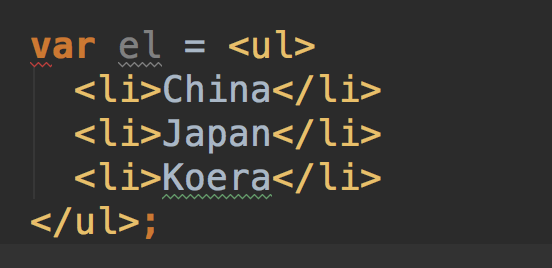 var el = <ul>
<li>China</li>
<li>Japan</li>
<li>Koera</li>
</ul>;